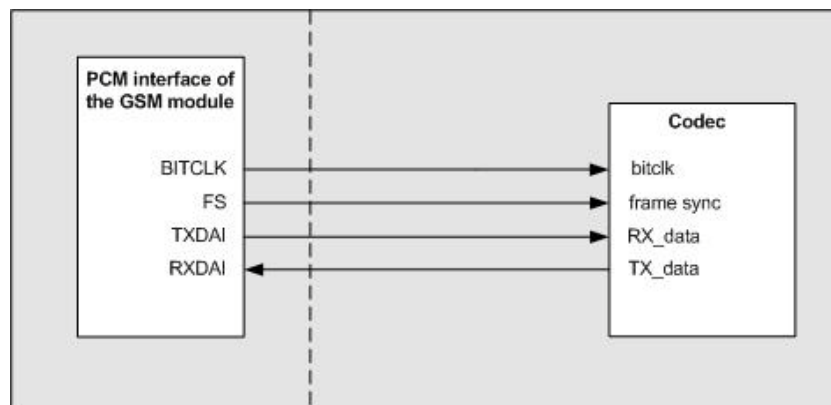 PCM interface of
the GSM module
BITCLK
FS
TXDAI
RXDAI
Codec
bitclk
frame sync
RX_data
TX_data